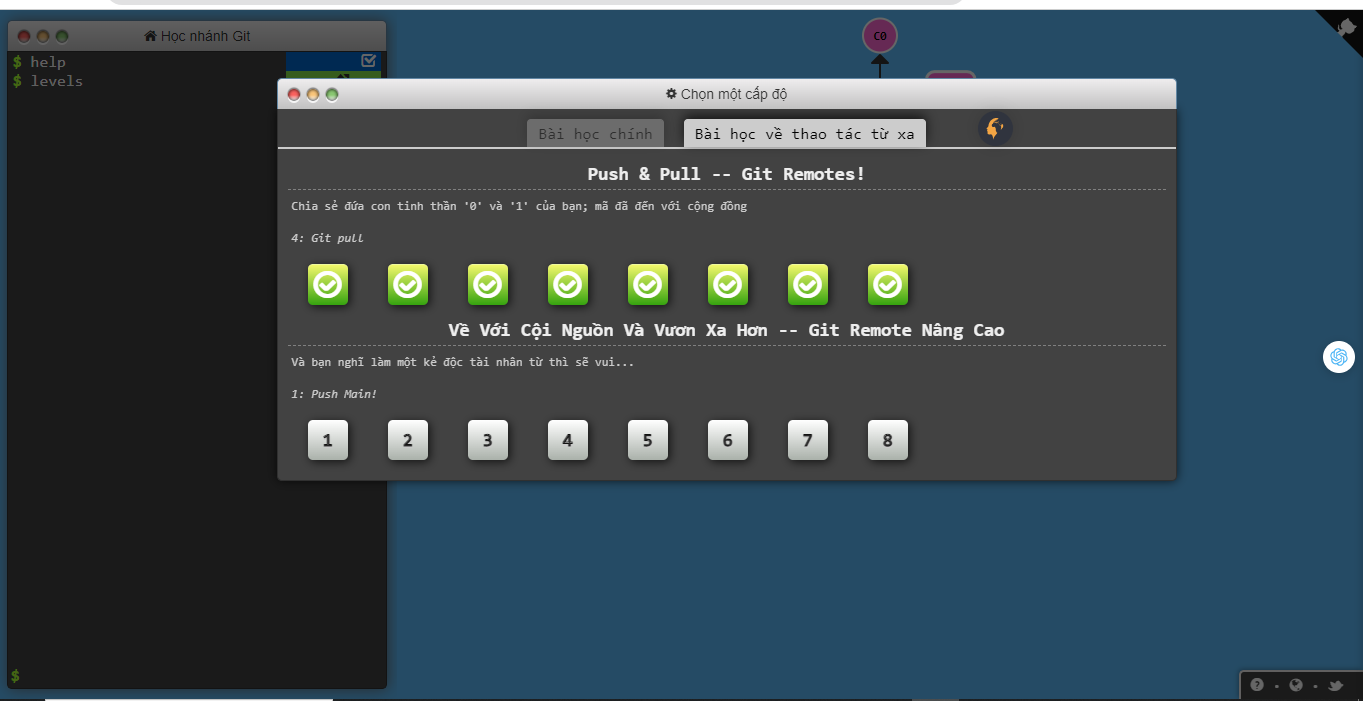 Học nhánh Git
$ help
$ levels
C0
Chọn một cấp độ
Bài học chính
Bài học về thao tác từ xa
Push & Pull -- Git Remotes!
Chia sẻ đứa con tinh thần '0' và '1' của bạn; mã đã đến với cộng đồng
4: Git pull
Về Với Cội Nguồn Và Vươn Xa Hơn -- Git Remote Nâng Cao
Và bạn nghĩ làm một kẻ độc tài nhân từ thì sẽ vui...
1: Push Main!
1 2 3 4 5 6 7 8
$